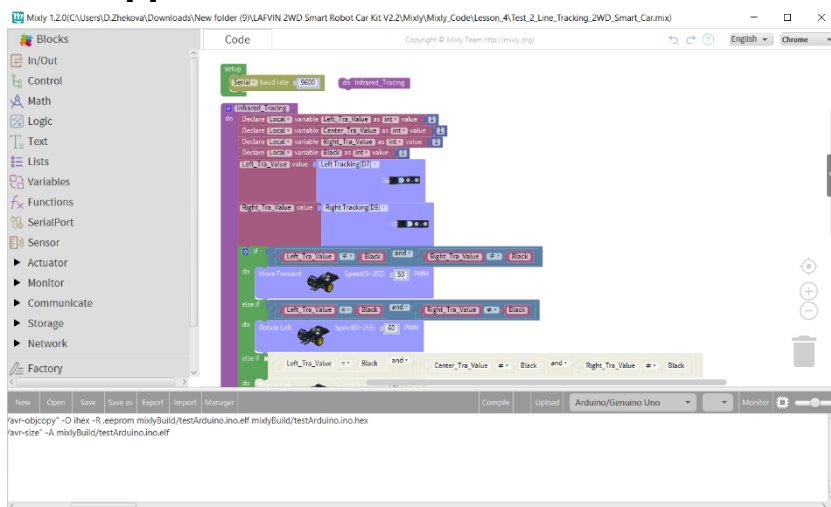 Mixly 1.2.0(C:\Users\D.Zhekova\Downloads\New folder (9)\LAFVIN 2WD Smart Robot Car Kit V2.2\Mixly\Mixly_Code\Lesson_4\Test_2_Line_Tracking_2WD_Smart_Car.mix)
Blocks
Code
Copyright © Mixly Team http://mixly.org/
English
Chrome
In/Out
Control
Math
Logic
Text
Lists
Variables
Functions
SerialPort
Sensor
Actuator
Monitor
Communicate
Storage
Network
Factory
setup
Serial baud rate 9600
do Infrared_Tracing
Infrared_Tracing
do Declare Local variable Left_Tra_Value as int value
Declare Local variable Center_Tra_Value as int value
Declare Local variable Right_Tra_Value as int value
Declare Local variable Black as int value
Left_Tra_Value value Left Tracking(D7)
Right_Tra_Value value Right Tracking(D9)
if Left_Tra_Value ≠ Black and Right_Tra_Value ≠ Black
do Move Forward Speed(0~255) 50 PWM
else if Left_Tra_Value = Black and Right_Tra_Value ≠ Black
do Rotate Left Speed(0~255) 60 PWM
else if Left_Tra_Value = Black and Center_Tra_Value ≠ Black and Right_Tra_Value ≠ Black
do
New Open Save Save as Export Import Manager Compile Upload Arduino/Genuino Uno Monitor
/avr-objcopy" -O ihex -R .eeprom mixlyBuild/testArduino.ino.elf mixlyBuild/testArduino.ino.hex
/avr-size" -A mixlyBuild/testArduino.ino.elf